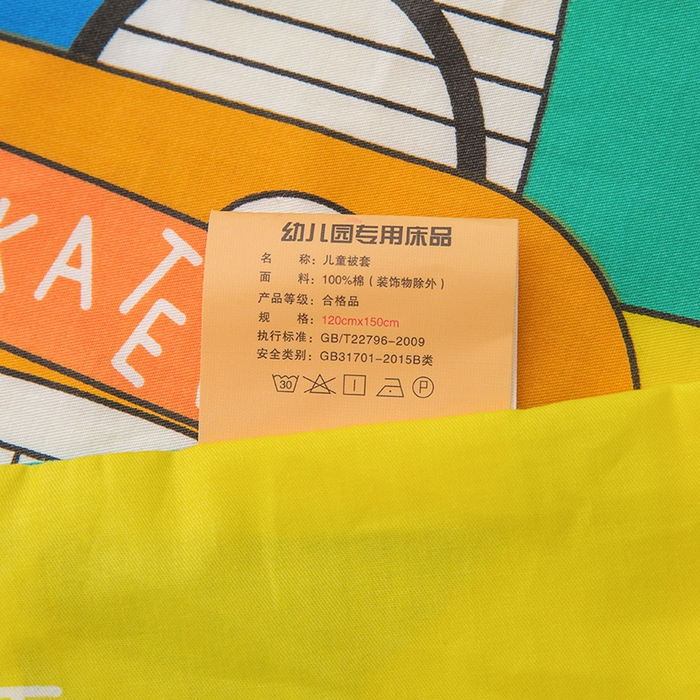 KATE
幼儿园专用床品
名　　称：儿童被套
面　　料：100%棉（装饰物除外）
产品等级：合格品
规　　格：120cmx150cm
执行标准：GB/T22796-2009
安全类别：GB31701-2015B类
30 P